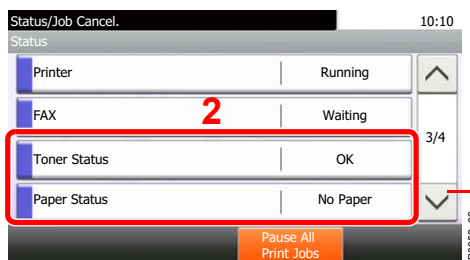 Status/Job Cancel. 10:10
Status
Printer Running
FAX Waiting
2
3/4
Toner Status OK
Paper Status No Paper
Pause All
Print Jobs